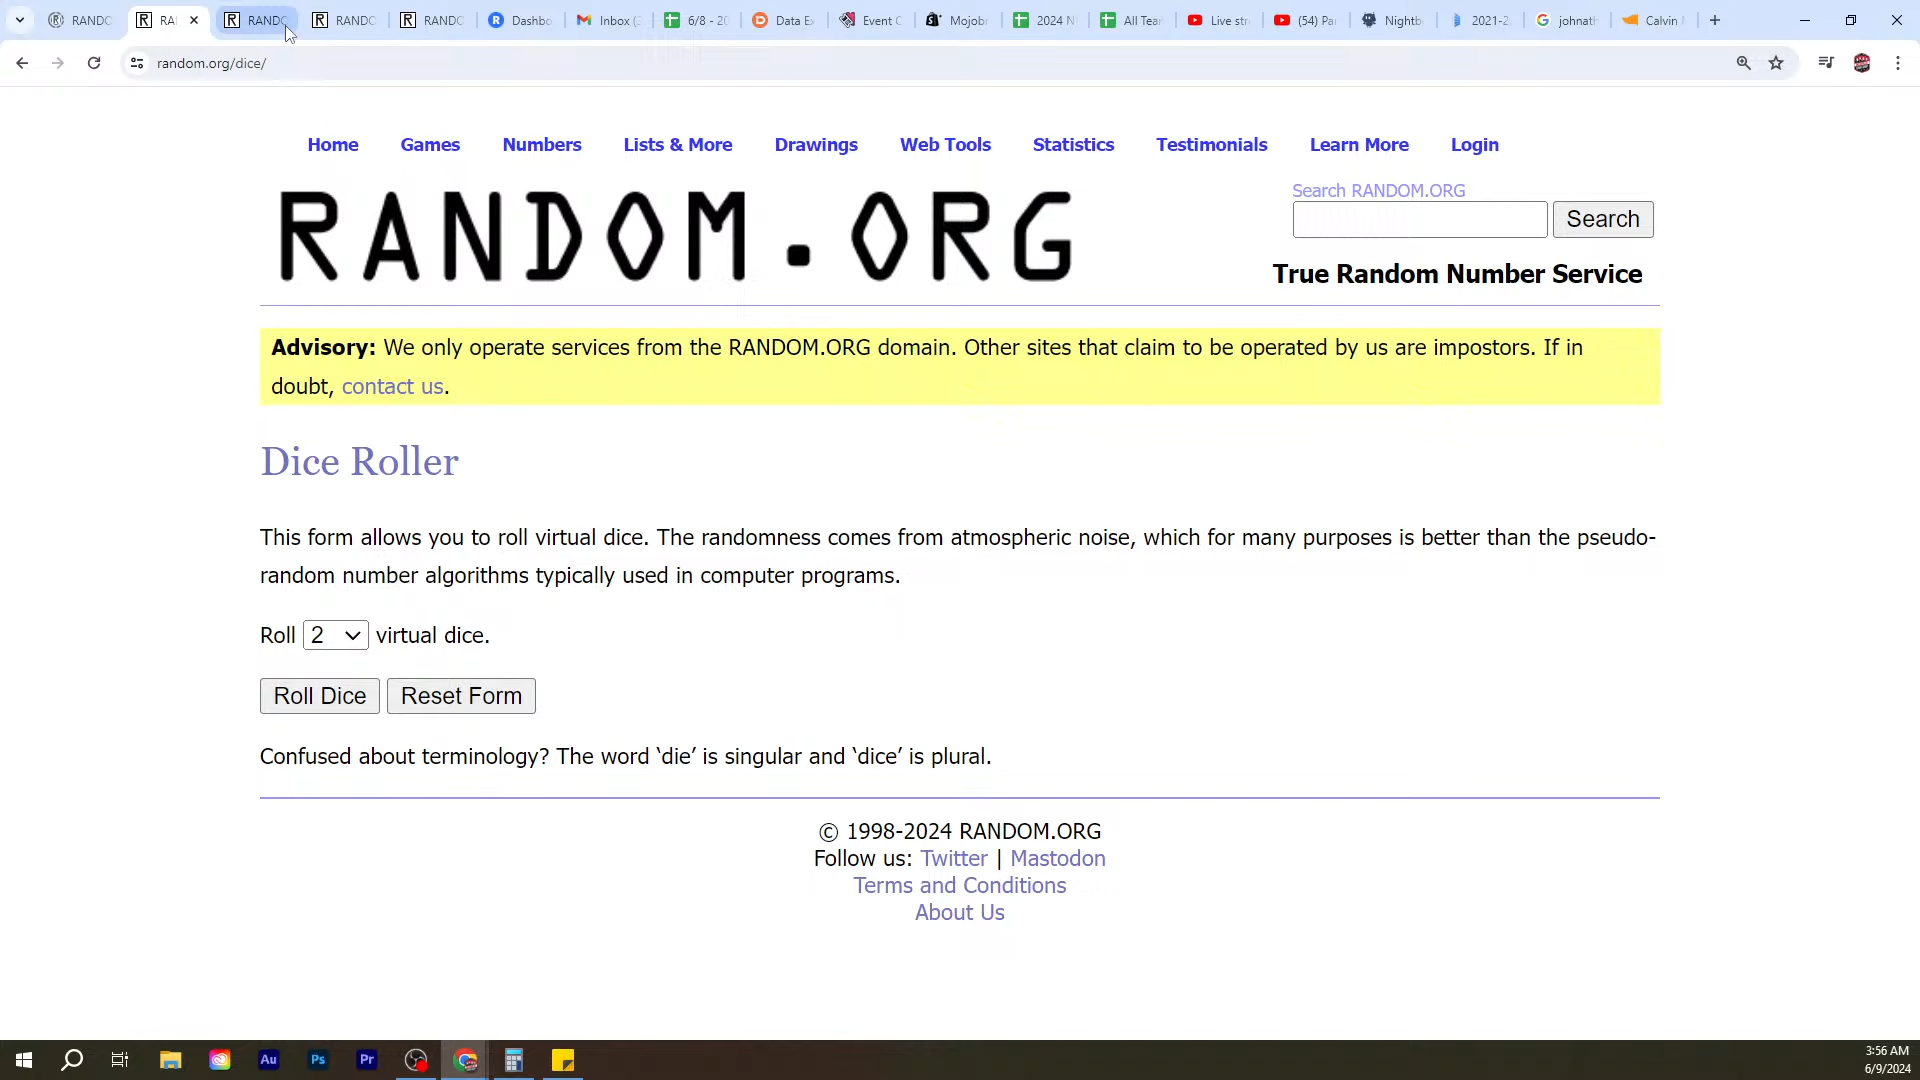 RANDO
RA
RANDO
RANDO
RANDO
Dashbo
Inbox (3
6/8 - 20
Data Ex
Event C
Mojobr
2024 N
All Tear
Live str
(54) Pa
Nightb
2021-2
johnath
Calvin
random.org/dice/
Home Games Numbers Lists & More Drawings Web Tools Statistics Testimonials Learn More Login
RANDOM.ORG
Search RANDOM.ORG
Search
True Random Number Service
Advisory: We only operate services from the RANDOM.ORG domain. Other sites that claim to be operated by us are impostors. If in
doubt, contact us.
Dice Roller
This form allows you to roll virtual dice. The randomness comes from atmospheric noise, which for many purposes is better than the pseudo-
random number algorithms typically used in computer programs.
Roll 2 virtual dice.
Roll Dice Reset Form
Confused about terminology? The word ‘die’ is singular and ‘dice’ is plural.
© 1998-2024 RANDOM.ORG
Follow us: Twitter | Mastodon
Terms and Conditions
About Us
Au Ps Pr
3:56 AM
6/9/2024